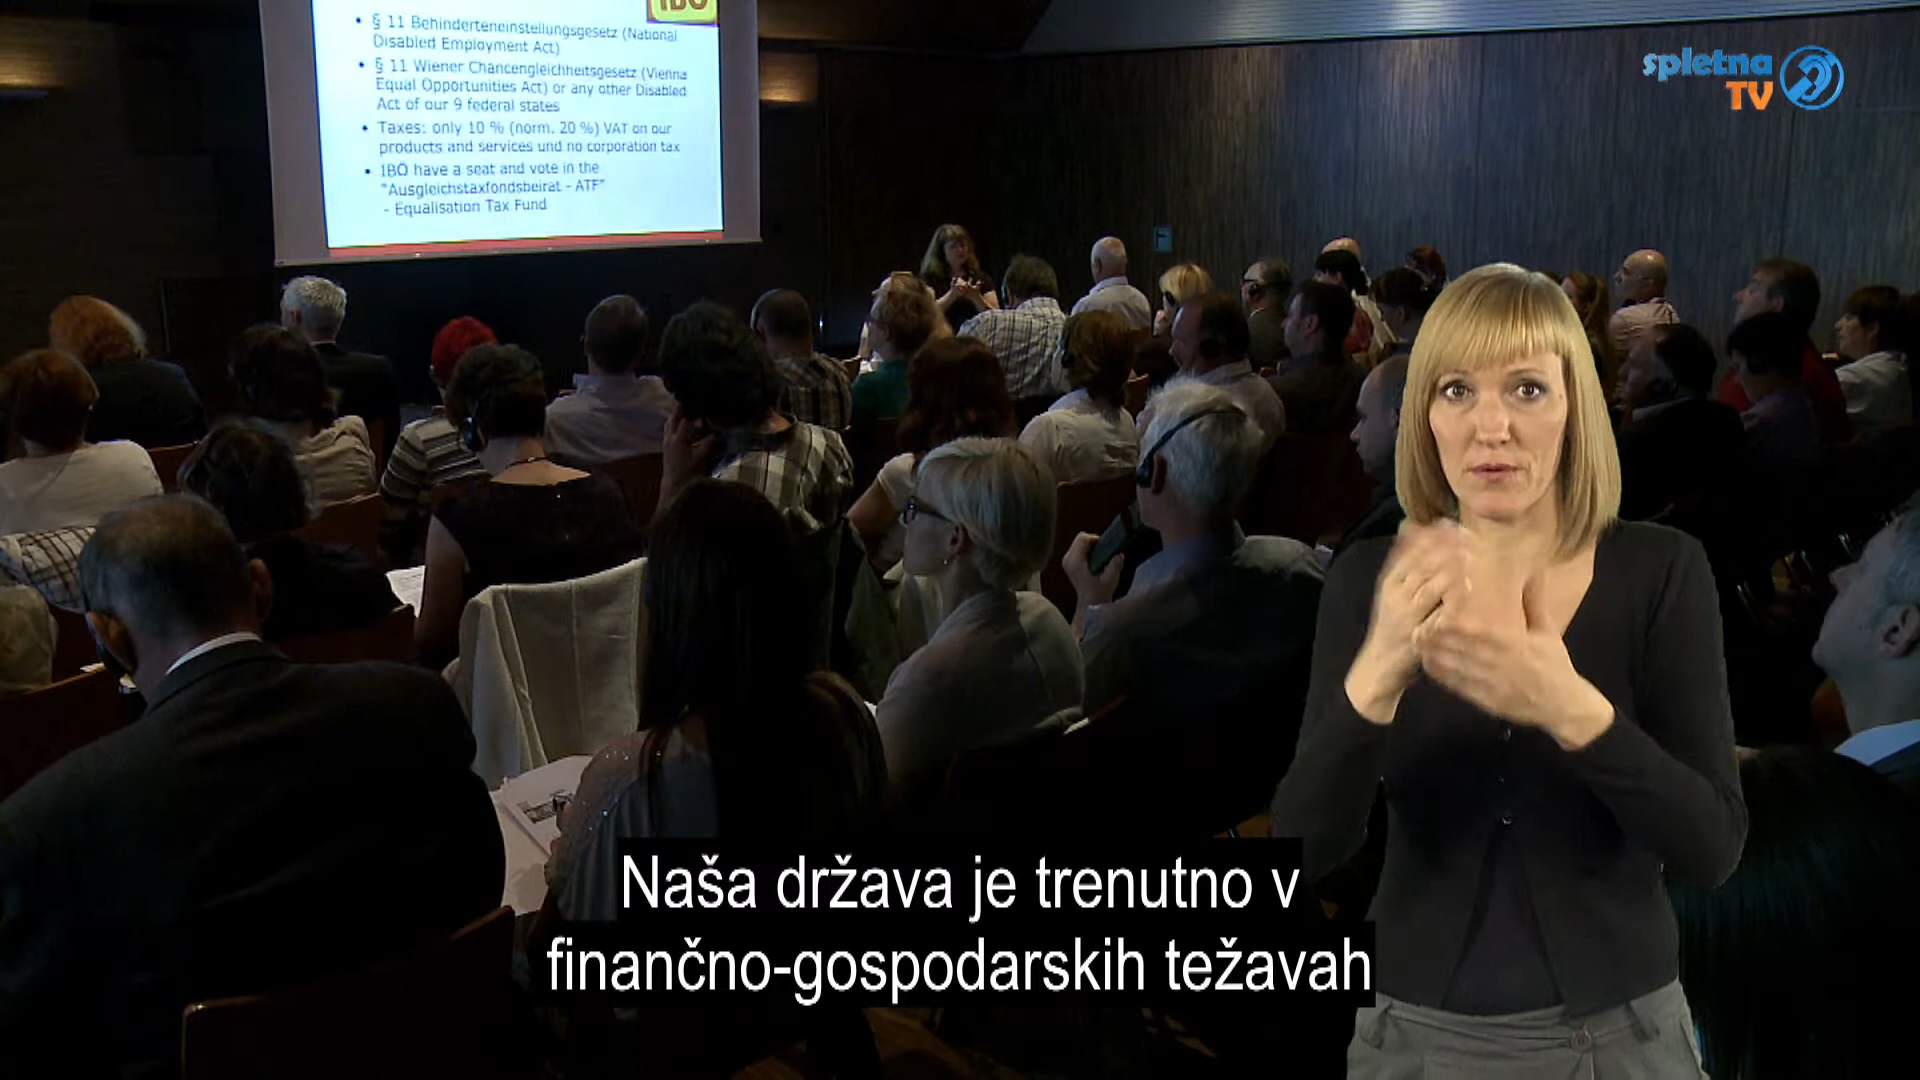 IBÖ
• § 11 Behinderteneinstellungsgesetz (National
Disabled Employment Act)
• § 11 Wiener Chancengleichheitsgesetz (Vienna
Equal Opportunities Act) or any other Disabled
Act of our 9 federal states
• Taxes: only 10 % (norm. 20 %) VAT on our
products and services und no corporation tax
• IBÖ have a seat and vote in the
"Ausgleichstaxfondsbeirat - ATF"
- Equalisation Tax Fund
spletna
TV
Naša država je trenutno v
finančno-gospodarskih težavah